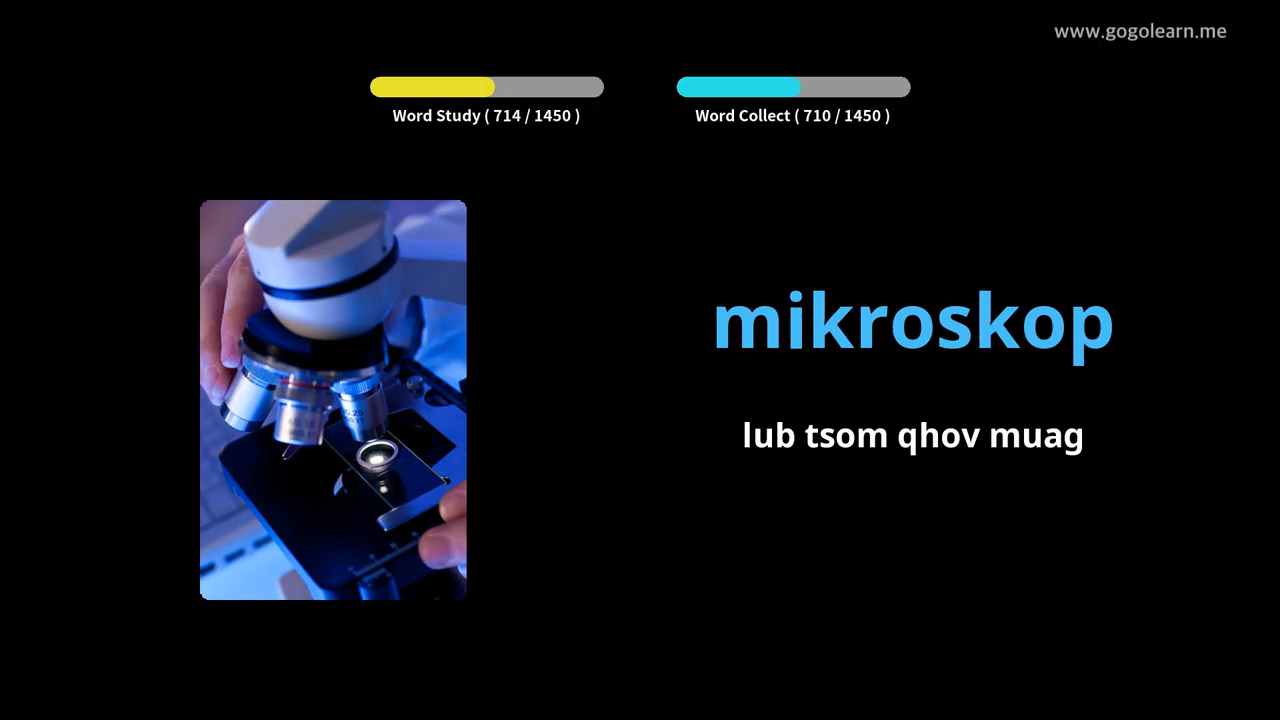 www.gogolearn.me
Word Study ( 714 / 1450 )
Word Collect ( 710 / 1450 )
mikroskop
lub tsom qhov muag